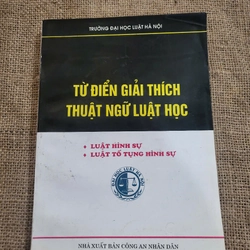 TRƯỜNG ĐẠI HỌC LUẬT HÀ NỘI
TỪ ĐIỂN GIẢI THÍCH
THUẬT NGỮ LUẬT HỌC
• LUẬT HÌNH SỰ
• LUẬT TỐ TỤNG HÌNH SỰ
NHÀ XUẤT BẢN CÔNG AN NHÂN DÂN